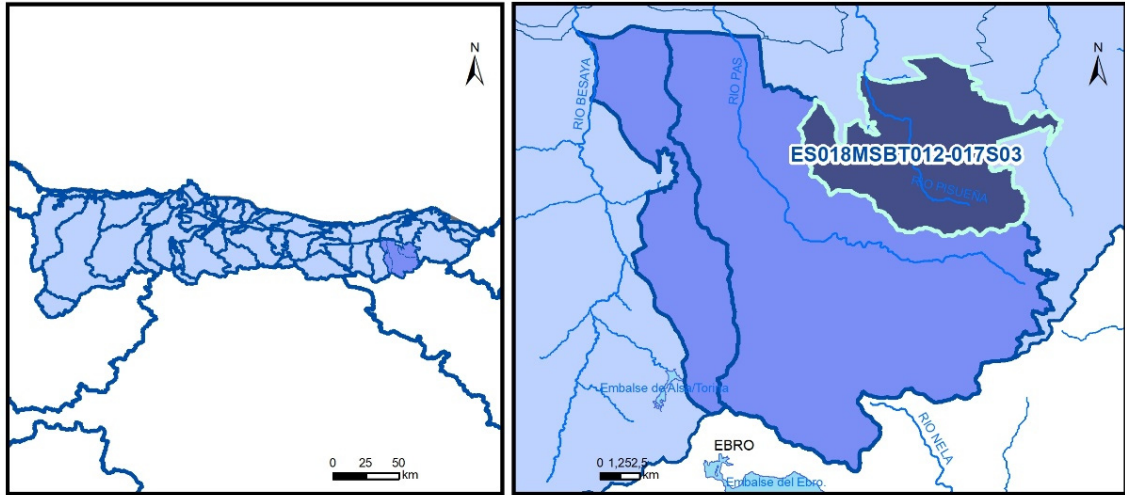 N
0 25 50
km
N
RIO BESAYA
RIO PAS
ES018MSBT012-017S03
RIO PISUEÑA
Embalse de Alsa/Torina
EBRO
RIO NELA
0 1,252,5
km
Embalse del Ebro.